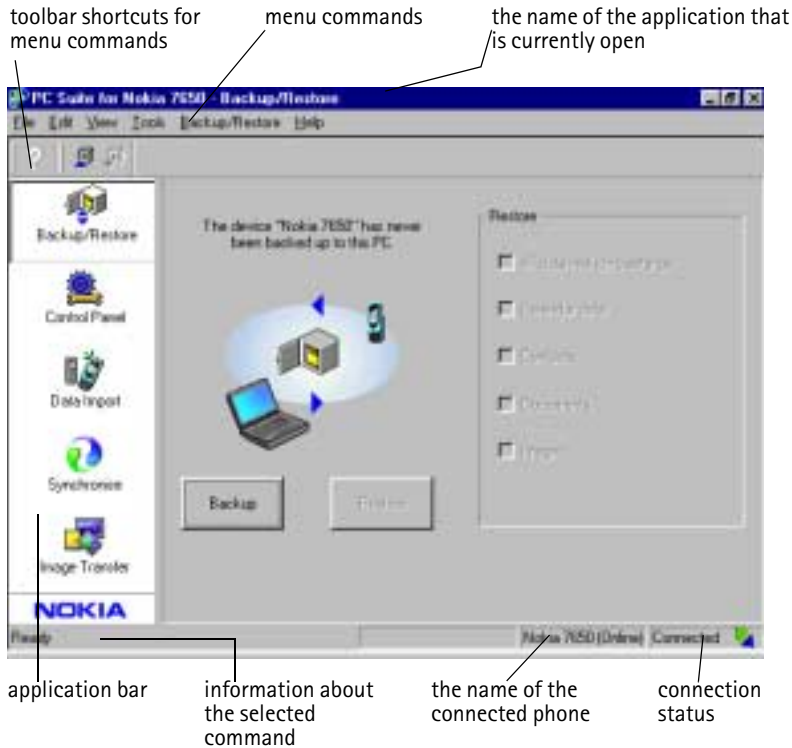 toolbar shortcuts for
menu commands
menu commands
the name of the application that
is currently open
PC Suite for Nokia 7650 - Backup/Restore
File Edit View Tools Backup/Restore Help
Backup/Restore
Control Panel
Data Import
Synchronise
Image Transfer
NOKIA
The device "Nokia 7650" has never
been backed up to this PC.
Backup
Restore
Restore
Contacts
Documents
Ready
Nokia 7650 (Online)
Connected
application bar
information about
the selected
command
the name of the
connected phone
connection
status